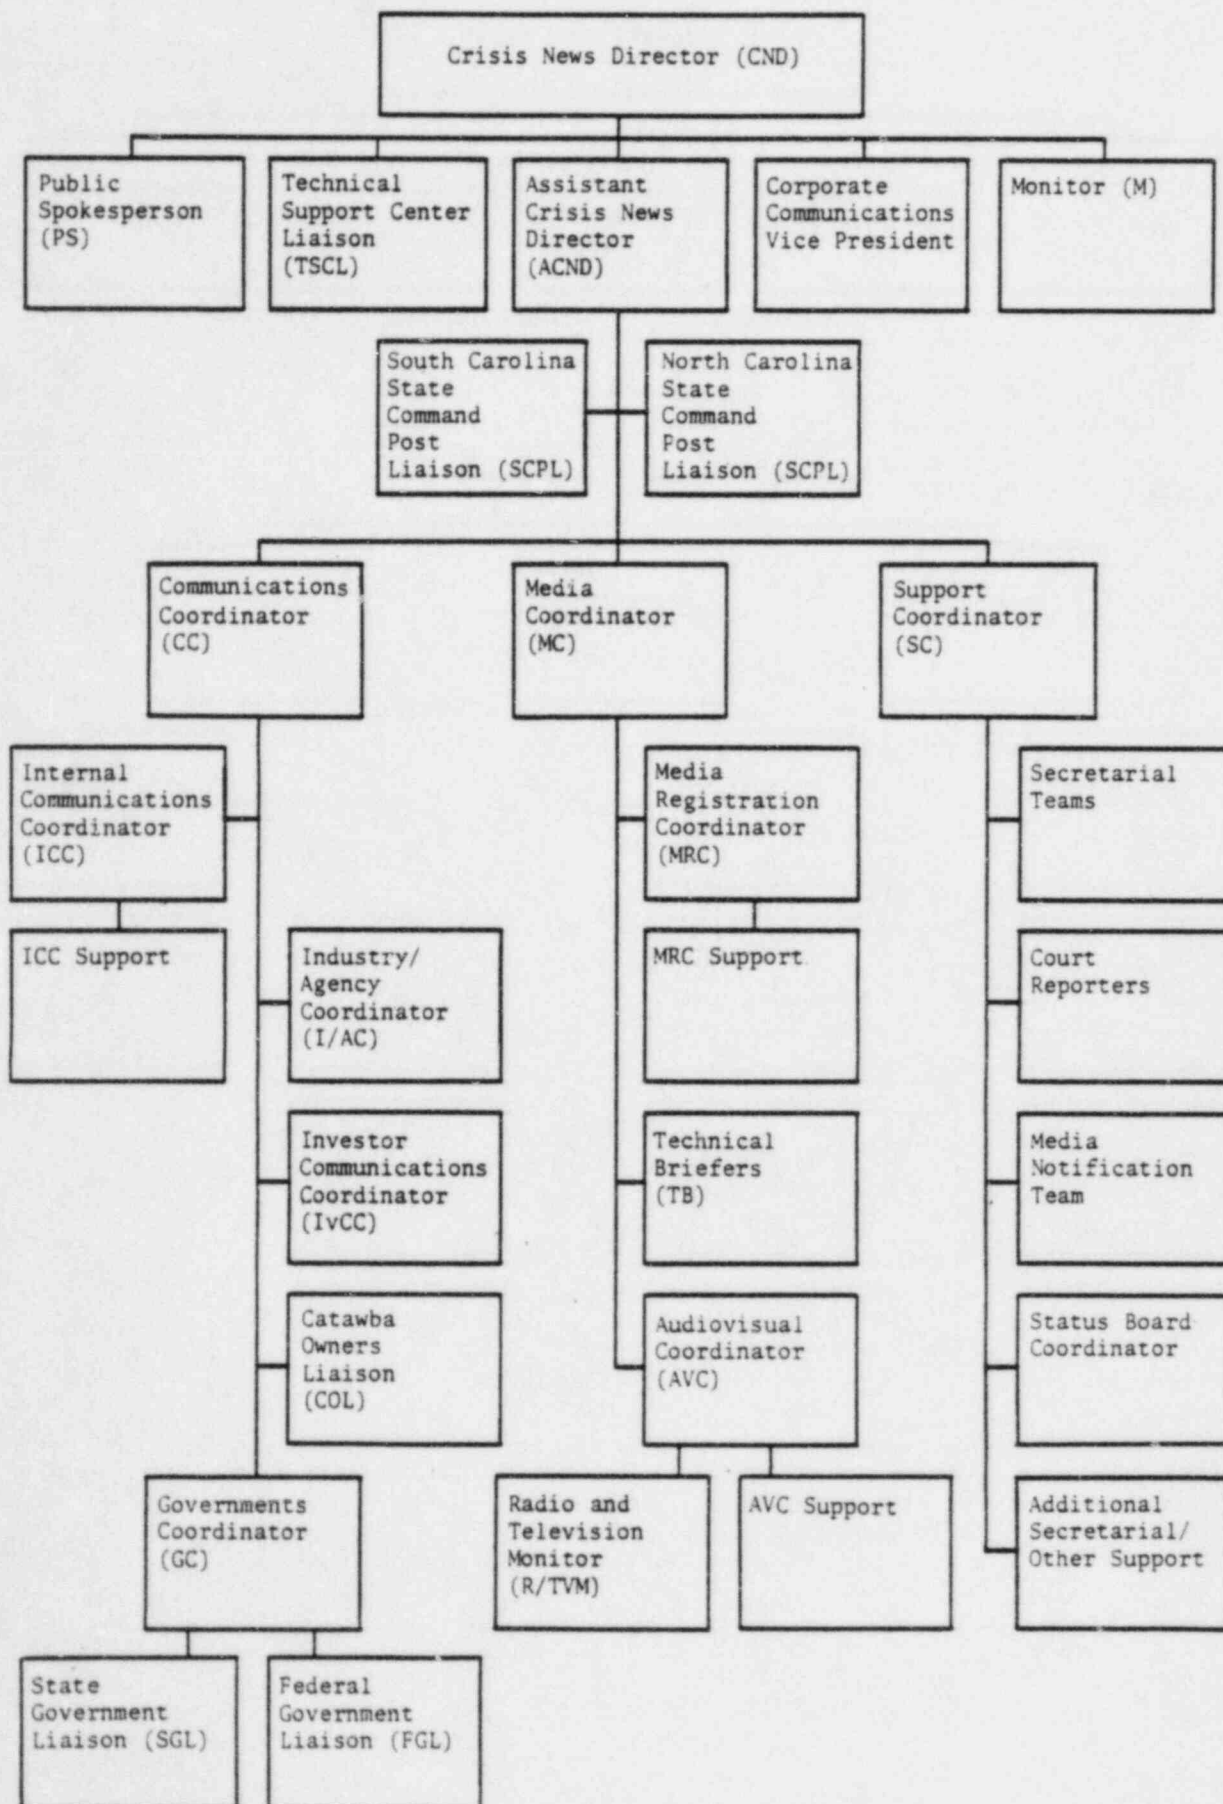 Crisis News Director (CND)
Public
Spokesperson
(PS)
Technical
Support Center
Liaison
(TSCL)
Assistant
Crisis News
Director
(ACND)
Corporate
Communications
Vice President
Monitor (M)
South Carolina
State
Command
Post
Liaison (SCPL)
North Carolina
State
Command
Post
Liaison (SCPL)
Communications
Coordinator
(CC)
Media
Coordinator
(MC)
Support
Coordinator
(SC)
Internal
Communications
Coordinator
(ICC)
Media
Registration
Coordinator
(MRC)
Secretarial
Teams
ICC Support
Industry/
Agency
Coordinator
(I/AC)
MRC Support
Court
Reporters
Investor
Communications
Coordinator
(IvCC)
Technical
Briefers
(TB)
Media
Notification
Team
Catawba
Owners
Liaison
(COL)
Audiovisual
Coordinator
(AVC)
Status Board
Coordinator
Governments
Coordinator
(GC)
Radio and
Television
Monitor
(R/TVM)
AVC Support
Additional
Secretarial/
Other Support
State
Government
Liaison (SGL)
Federal
Government
Liaison (FGL)